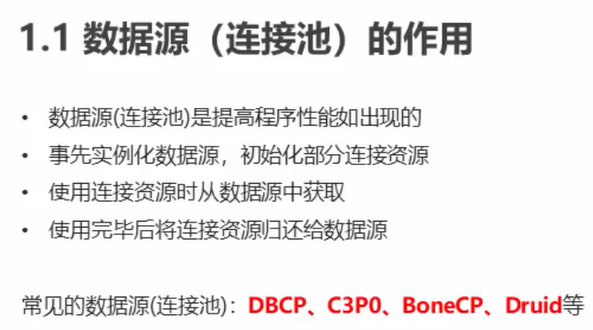 1.1 数据源（连接池）的作用
• 数据源(连接池)是提高程序性能如出现的
• 事先实例化数据源，初始化部分连接资源
• 使用连接资源时从数据源中获取
• 使用完毕后将连接资源归还给数据源
常见的数据源(连接池)：DBCP、C3P0、BoneCP、Druid等